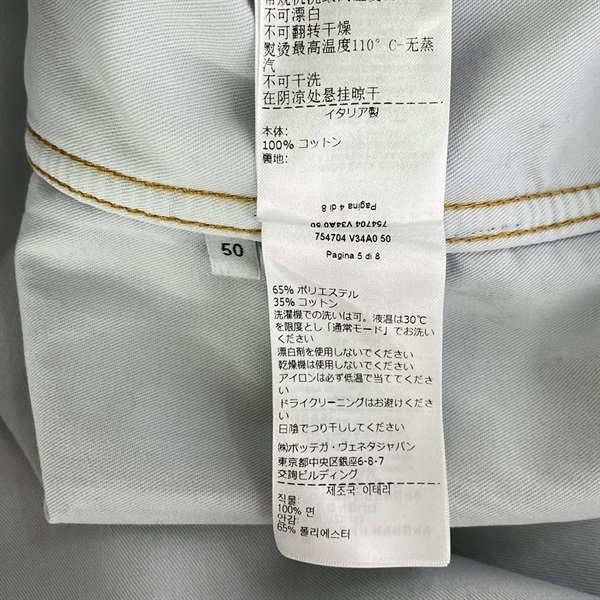 不可漂白
不可翻转干燥
熨烫最高温度110° C-无蒸
汽
不可干洗
在阴凉处悬挂晾干
イタリア製
本体:
100% コットン
裏地:
Pagina 4 di 8
754704 V34A0 50
754704 V34A0 50
Pagina 5 di 8
50
65% ポリエステル
35% コットン
洗濯機での洗いは可。液温は30℃
を限度とし「通常モード」でお洗い
ください
漂白剤を使用しないでください
乾燥機は使用しないでください
アイロンは必ず低温で当ててくださ
い
ドライクリーニングはお避けくださ
い
日陰でつり干ししてください
㈱ボッテガ・ヴェネタジャパン
東京都中央区銀座6-8-7
交詢ビルディング
제조국: 이태리
직물:
100% 면
안감:
65% 폴리에스터